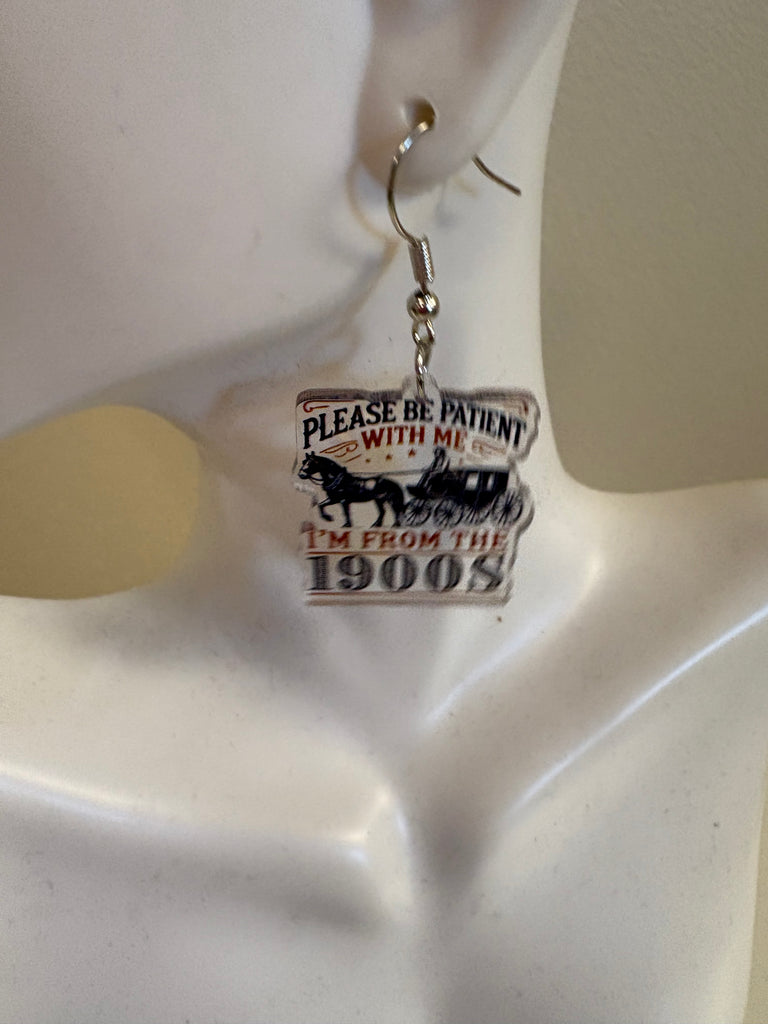 PLEASE BE PATIENT
WITH ME
I'M FROM THE
1900S